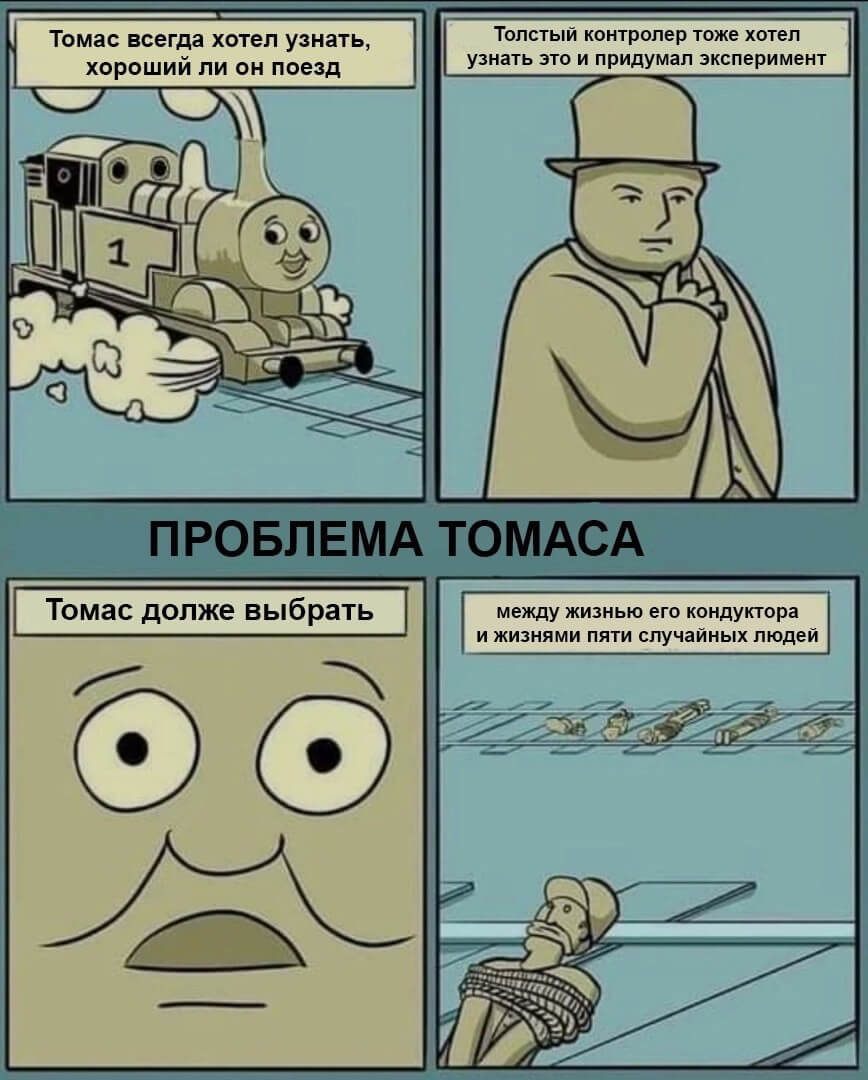 Томас всегда хотел узнать,
хороший ли он поезд
Толстый контролер тоже хотел
узнать это и придумал эксперимент
1
ПРОБЛЕМА ТОМАСА
Томас долже выбрать
между жизнью его кондуктора
и жизнями пяти случайных людей